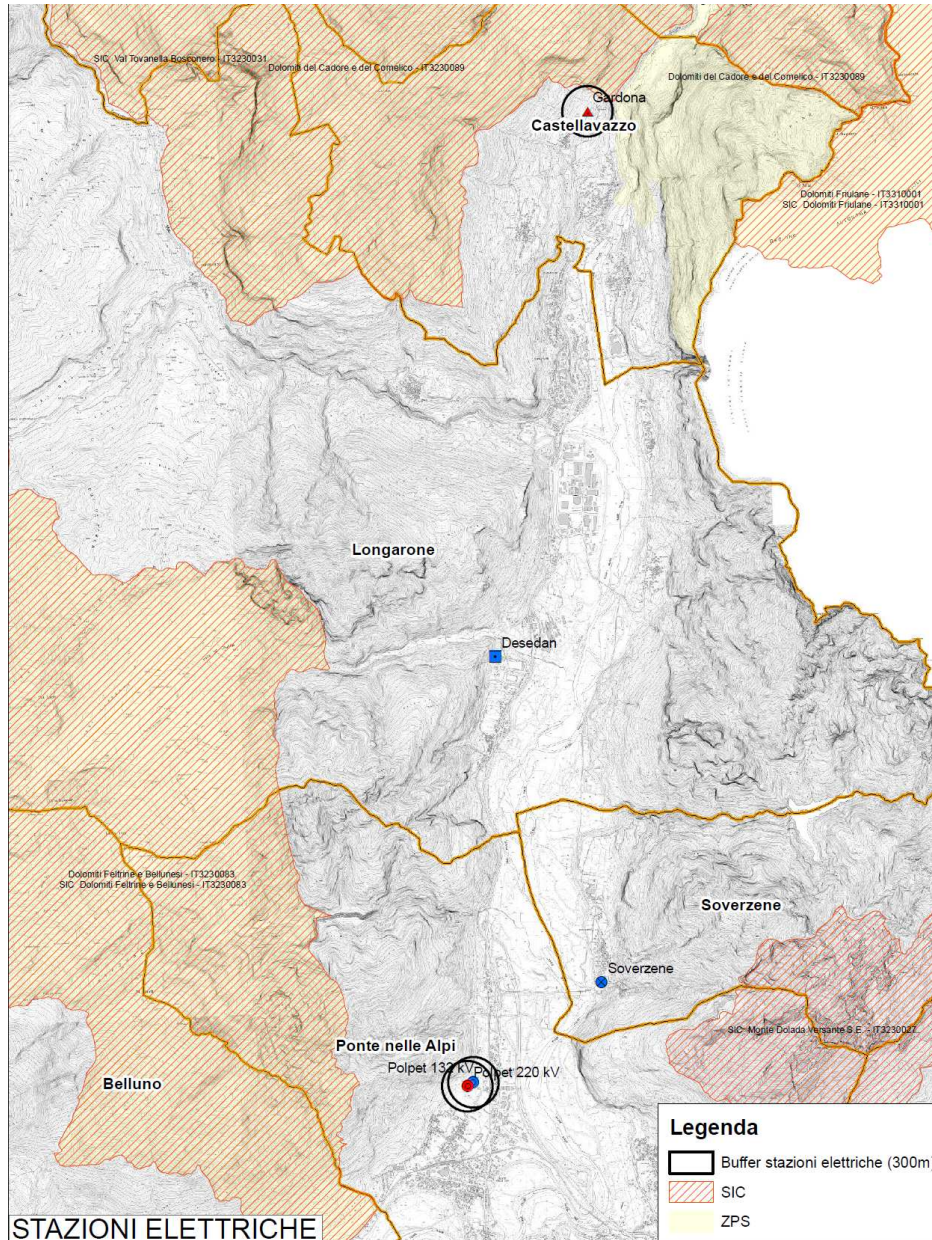 SIC Val Tovanella Bosconero - IT3230031
Dolomiti del Cadore e del Comelico - IT3230089
Dolomiti del Cadore e del Comelico - IT3230089
Gardona
Castellavazzo
Dolomiti Friulane - IT3310001
SIC Dolomiti Friulane - IT3310001
Longarone
Desedan
Dolomiti Feltrine e Bellunesi - IT3230083
SIC Dolomiti Feltrine e Bellunesi - IT3230083
Soverzene
Soverzene
SIC Monte Dolada Versante S.E. - IT3230027
Ponte nelle Alpi
Polpet 132 kV
Polpet 220 kV
Belluno
Legenda
Buffer stazioni elettriche (300m)
SIC
ZPS
STAZIONI ELETTRICHE